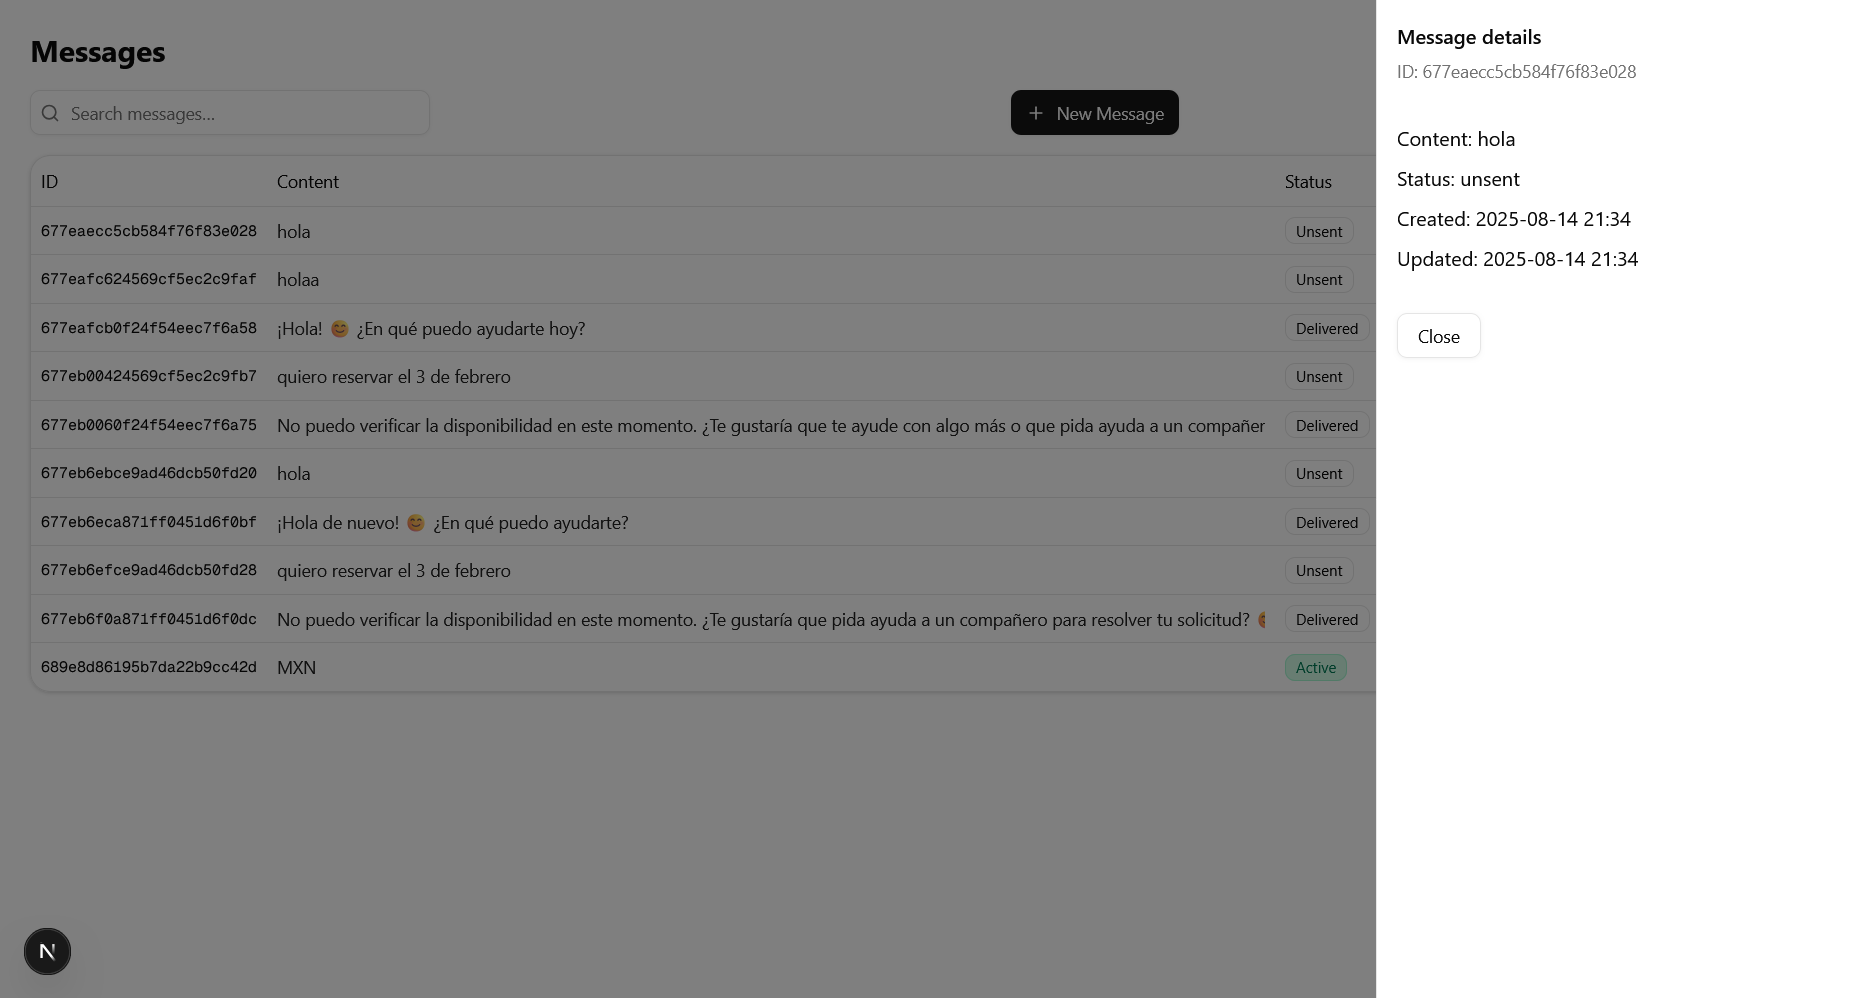 Messages
Search messages...
New Message
ID Content Status
677eaecc5cb584f76f83e028 hola Unsent
677eafc624569cf5ec2c9faf holaa Unsent
677eafcb0f24f54eec7f6a58 ¡Hola! 😊 ¿En qué puedo ayudarte hoy? Delivered
677eb00424569cf5ec2c9fb7 quiero reservar el 3 de febrero Unsent
677eb0060f24f54eec7f6a75 No puedo verificar la disponibilidad en este momento. ¿Te gustaría que te ayude con algo más o que pida ayuda a un compañer Delivered
677eb6ebce9ad46dcb50fd20 hola Unsent
677eb6eca871ff0451d6f0bf ¡Hola de nuevo! 😊 ¿En qué puedo ayudarte? Delivered
677eb6efce9ad46dcb50fd28 quiero reservar el 3 de febrero Unsent
677eb6f0a871ff0451d6f0dc No puedo verificar la disponibilidad en este momento. ¿Te gustaría que pida ayuda a un compañero para resolver tu solicitud? Delivered
689e8d86195b7da22b9cc42d MXN Active
N
Message details
ID: 677eaecc5cb584f76f83e028
Content: hola
Status: unsent
Created: 2025-08-14 21:34
Updated: 2025-08-14 21:34
Close